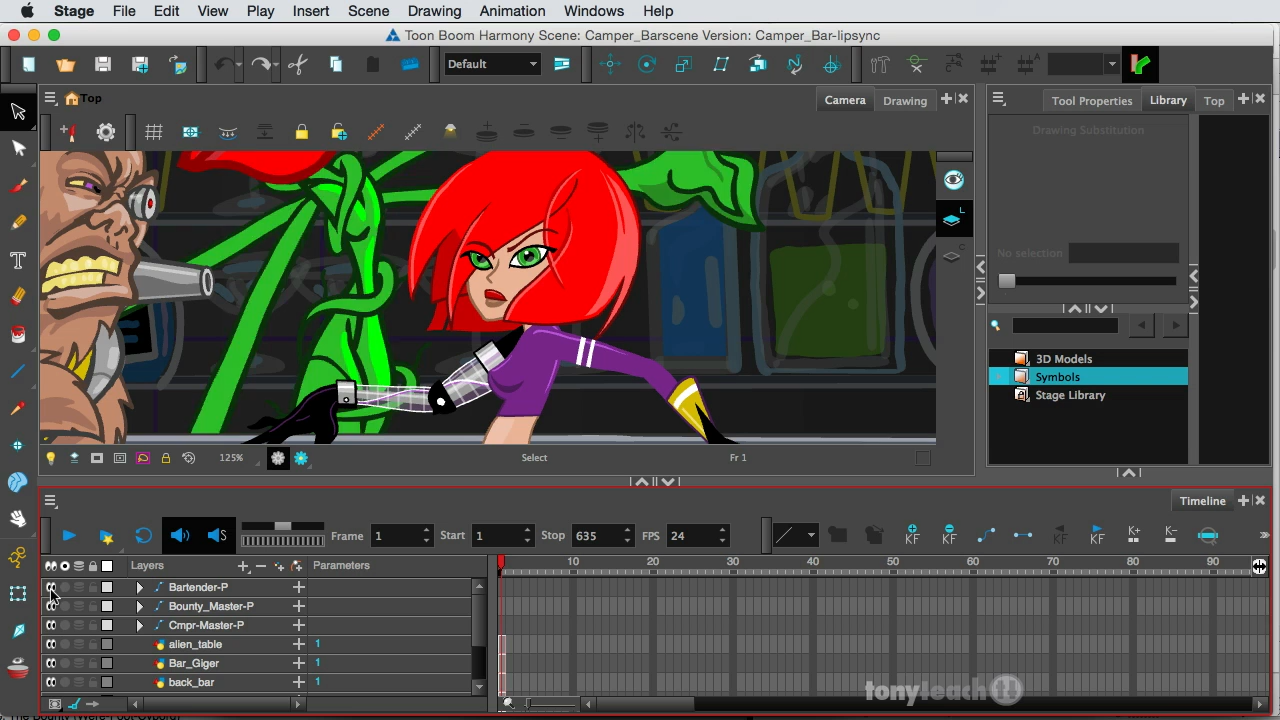 Stage File Edit View Play Insert Scene Drawing Animation Windows Help
Toon Boom Harmony Scene: Camper_Barscene Version: Camper_Bar-lipsync
Default
Top
Camera Drawing
Tool Properties Library Top
Drawing Substitution
No selection
3D Models
Symbols
Stage Library
125% Select Fr 1
Timeline
Frame 1 Start 1 Stop 635 FPS 24
KF KF KF KF K+ K-
Layers Parameters
10 20 30 40 50 60 70 80 90
Bartender-P
Bounty_Master-P
Cmpr-Master-P
alien_table 1
Bar_Giger 1
back_bar 1
tonyteach